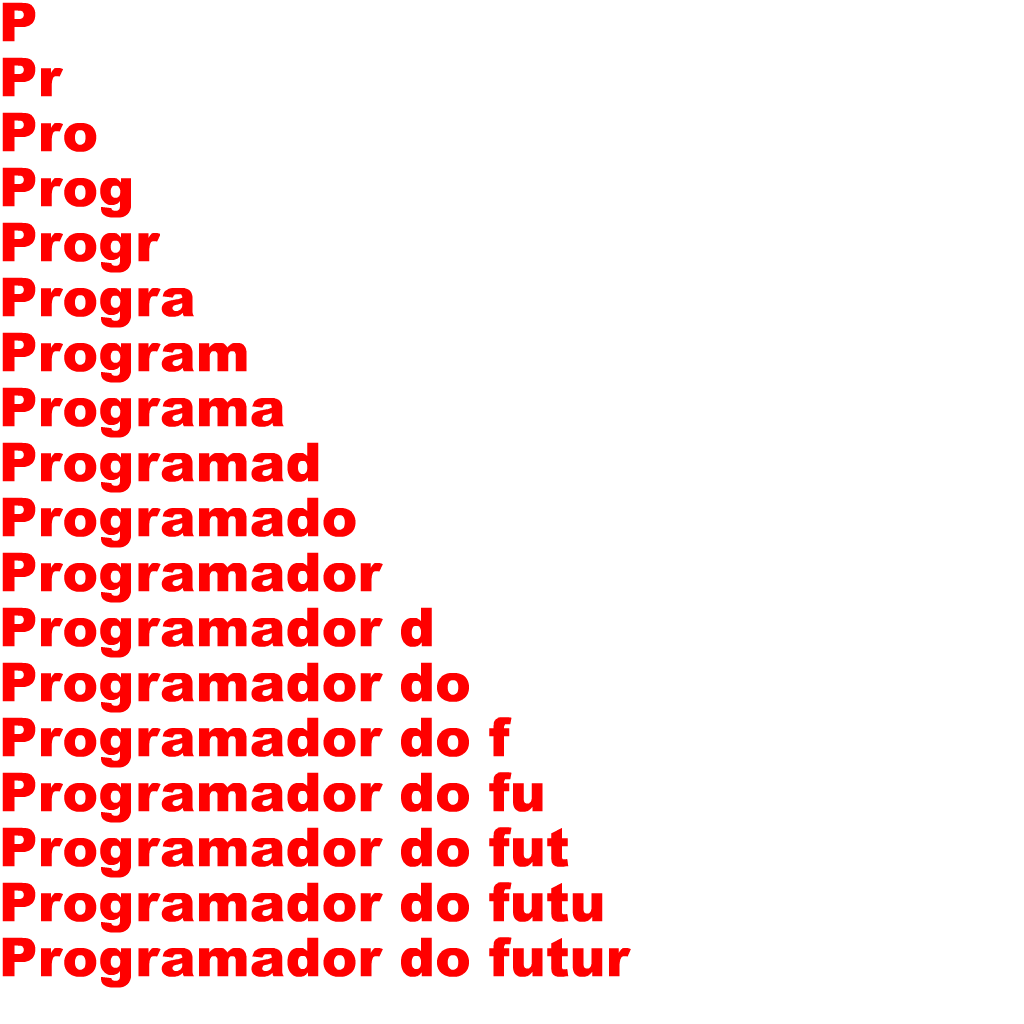 P
Pr
Pro
Prog
Progr
Progra
Program
Programa
Programad
Programado
Programador
Programador d
Programador do
Programador do f
Programador do fu
Programador do fut
Programador do futu
Programador do futur